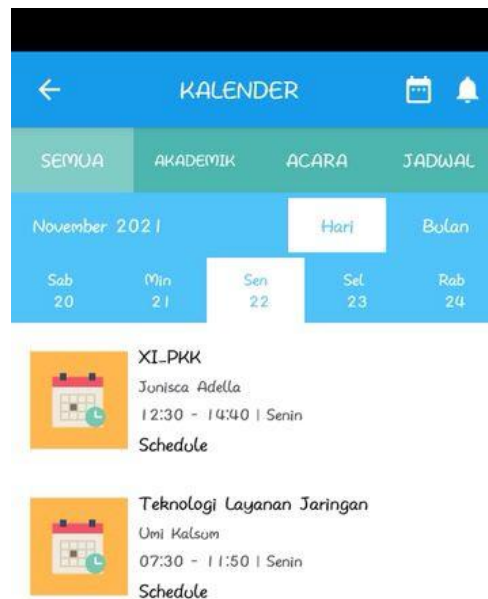 KALENDER
SEMUA AKADEMIK ACARA JADWAL
November 2021 Hari Bulan
Sab Min Sen Sel Rab
20 21 22 23 24
XI_PKK
Junisca Adella
12:30 - 14:40 | Senin
Schedule
Teknologi Layanan Jaringan
Umi Kalsum
07:30 - 11:50 | Senin
Schedule